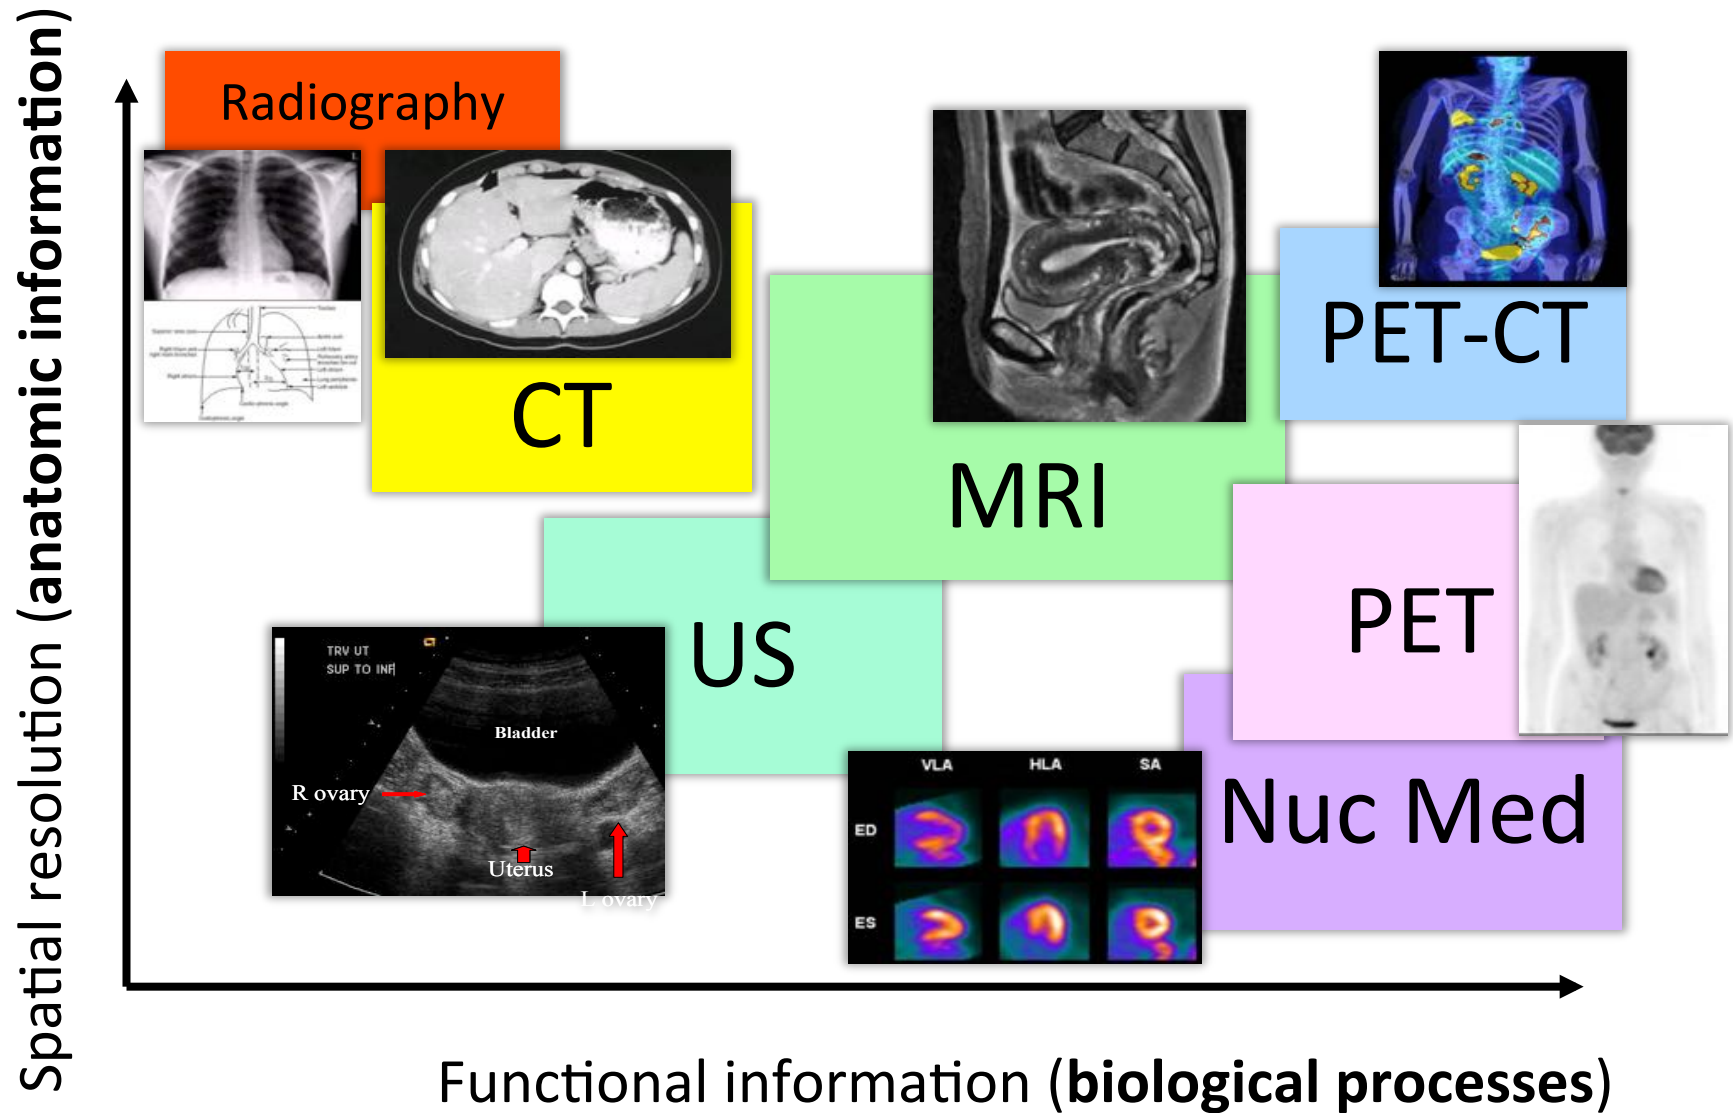 Spatial resolution (anatomic information)
Radiography
CT
MRI
PET-CT
US
PET
Nuc Med
L
TRV UT
SUP TO INF
Bladder
R ovary
Uterus
L ovary
VLA HLA SA
ED
ES
Functional information (biological processes)